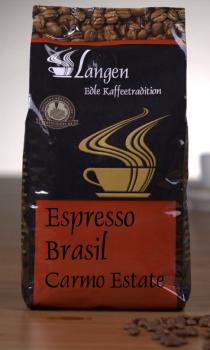 Langen
Edle Kaffeetradition
Espresso
Brasil
Carmo Estate